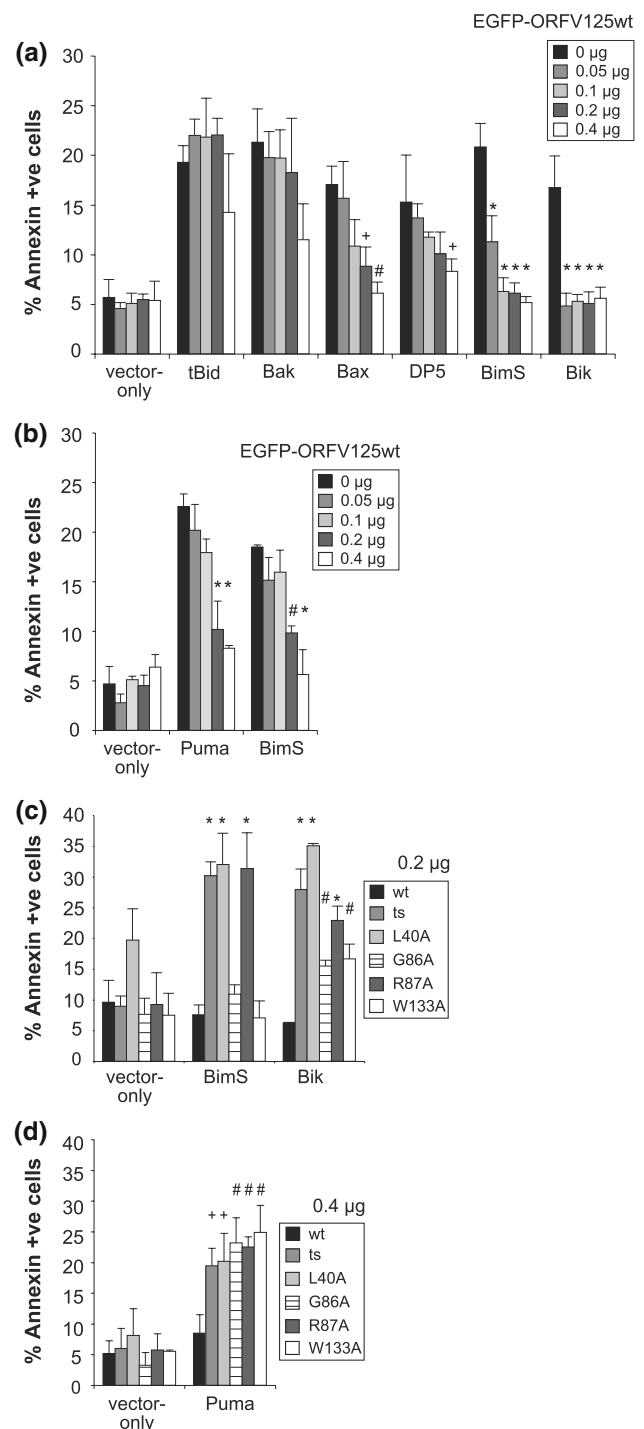 EGFP-ORFV125wt
(a)
0 µg
0.05 µg
0.1 µg
0.2 µg
0.4 µg
% Annexin +ve cells
30
25
20
15
10
5
0
+
#
+
*
* * *
* * * *
vector-only
tBid
Bak
Bax
DP5
BimS
Bik
(b)
EGFP-ORFV125wt
0 µg
0.05 µg
0.1 µg
0.2 µg
0.4 µg
% Annexin +ve cells
30
25
20
15
10
5
0
* *
# *
vector-only
Puma
BimS
(c)
0.2 µg
wt
ts
L40A
G86A
R87A
W133A
% Annexin +ve cells
40
35
30
25
20
15
10
5
0
* * *
* *
# * #
vector-only
BimS
Bik
(d)
0.4 µg
wt
ts
L40A
G86A
R87A
W133A
% Annexin +ve cells
40
35
30
25
20
15
10
5
0
+ +
# # #
vector-only
Puma